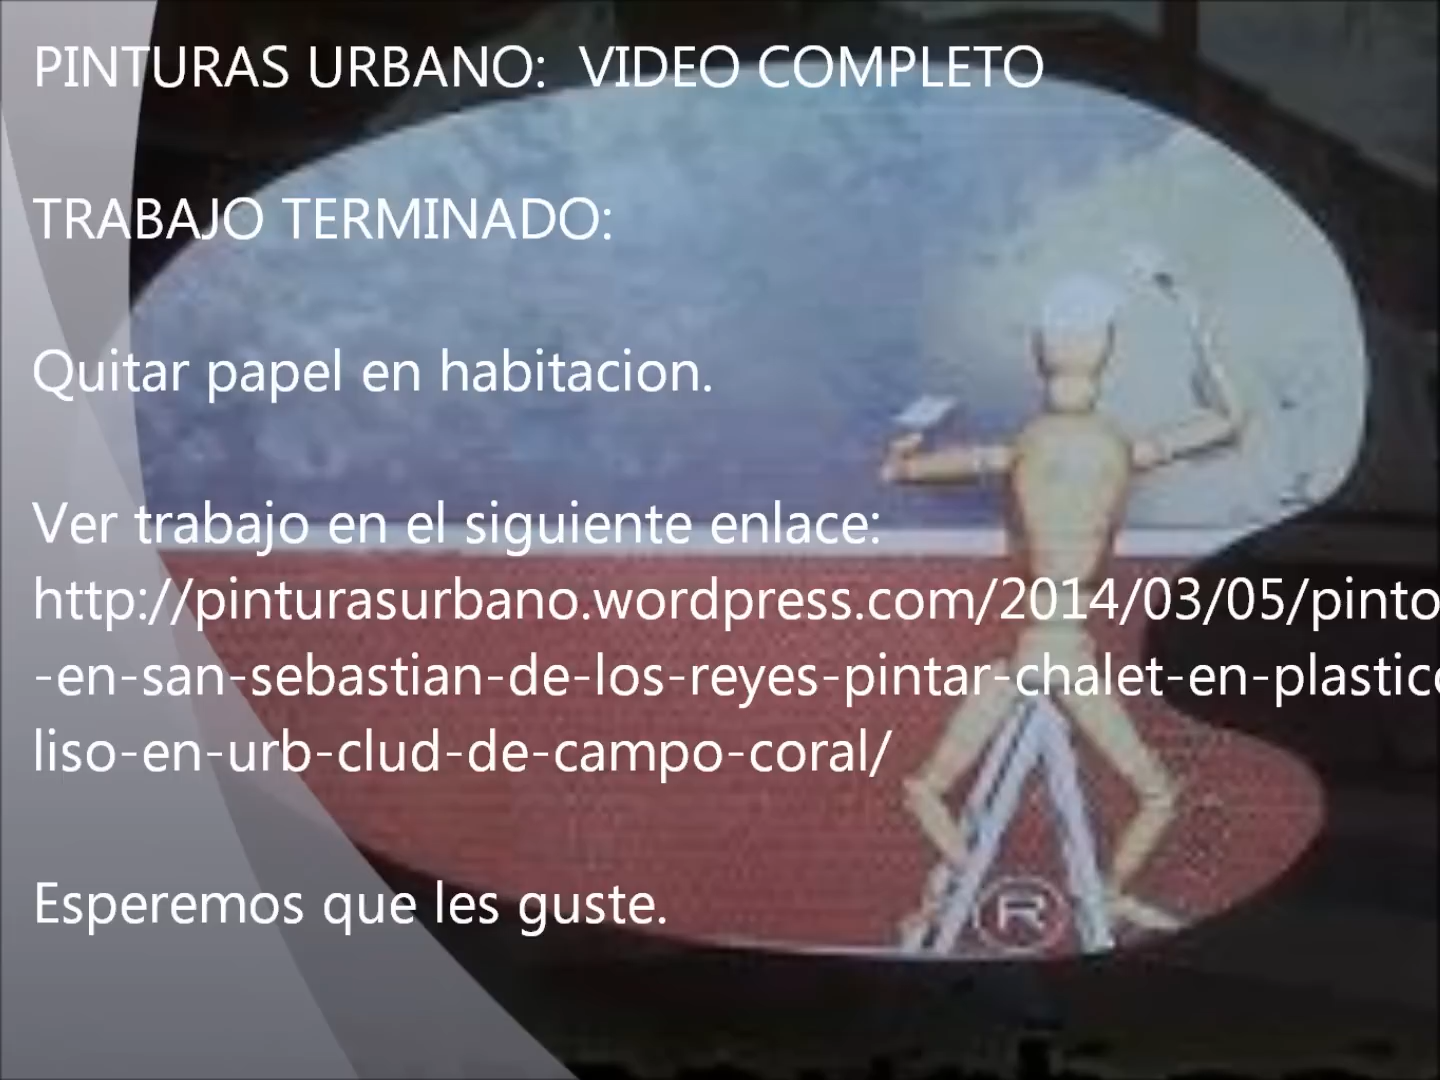 PINTURAS URBANO:  VIDEO COMPLETO
TRABAJO TERMINADO:
Quitar papel en habitacion.
Ver trabajo en el siguiente enlace:
http://pinturasurbano.wordpress.com/2014/03/05/pinto
-en-san-sebastian-de-los-reyes-pintar-chalet-en-plastico
liso-en-urb-clud-de-campo-coral/
Esperemos que les guste.
R